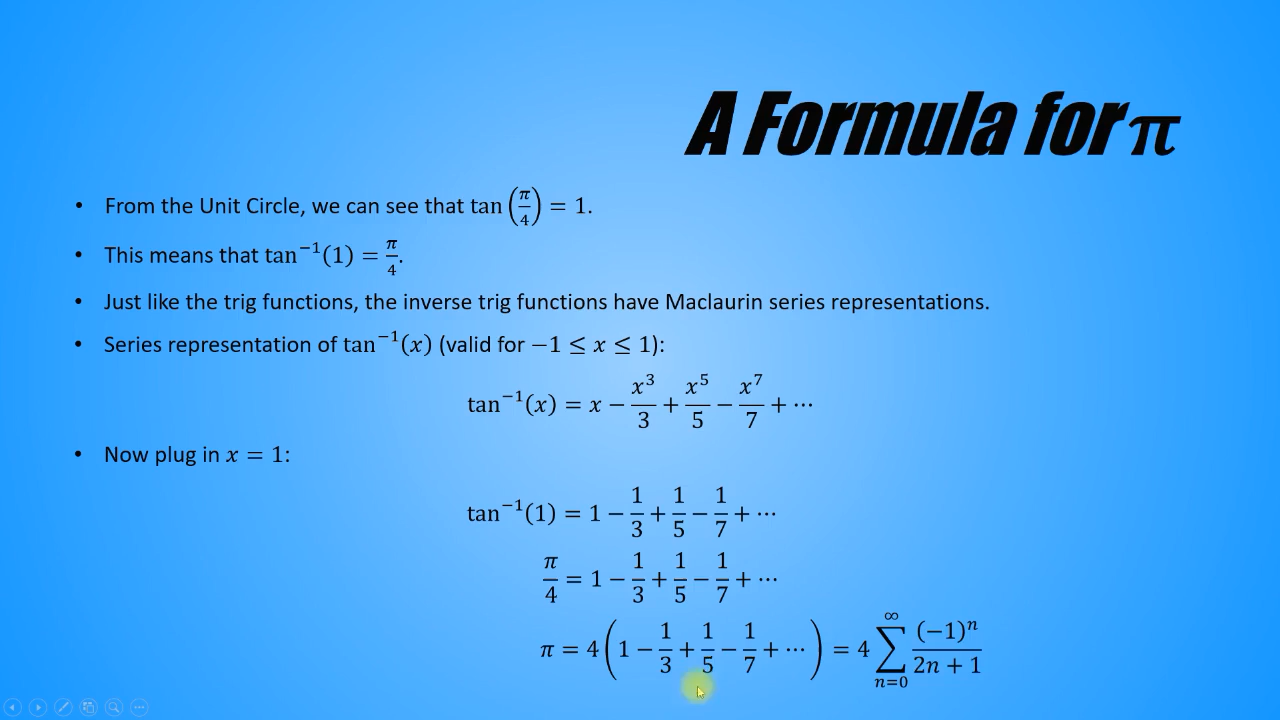 A Formula for π
• From the Unit Circle, we can see that tan(π/4) = 1.
• This means that tan⁻¹(1) = π/4.
• Just like the trig functions, the inverse trig functions have Maclaurin series representations.
• Series representation of tan⁻¹(x) (valid for −1 ≤ x ≤ 1):
tan⁻¹(x) = x − x³/3 + x⁵/5 − x⁷/7 + ⋯
• Now plug in x = 1:
tan⁻¹(1) = 1 − 1/3 + 1/5 − 1/7 + ⋯
π/4 = 1 − 1/3 + 1/5 − 1/7 + ⋯
π = 4(1 − 1/3 + 1/5 − 1/7 + ⋯) = 4 ∑_{n=0}^{∞} (−1)ⁿ/(2n + 1)